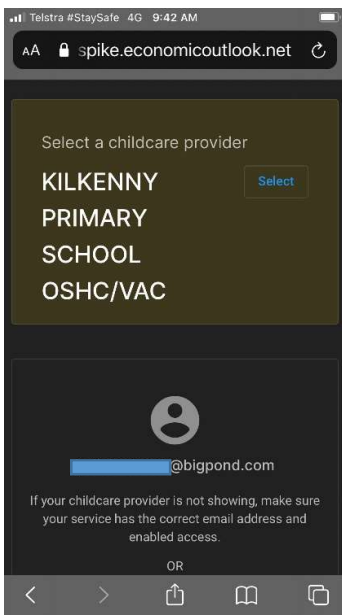 Telstra #StaySafe 4G 9:42 AM
AA spike.economicoutlook.net
Select a childcare provider
KILKENNY Select
PRIMARY
SCHOOL
OSHC/VAC
@bigpond.com
If your childcare provider is not showing, make sure
your service has the correct email address and
enabled access.
OR